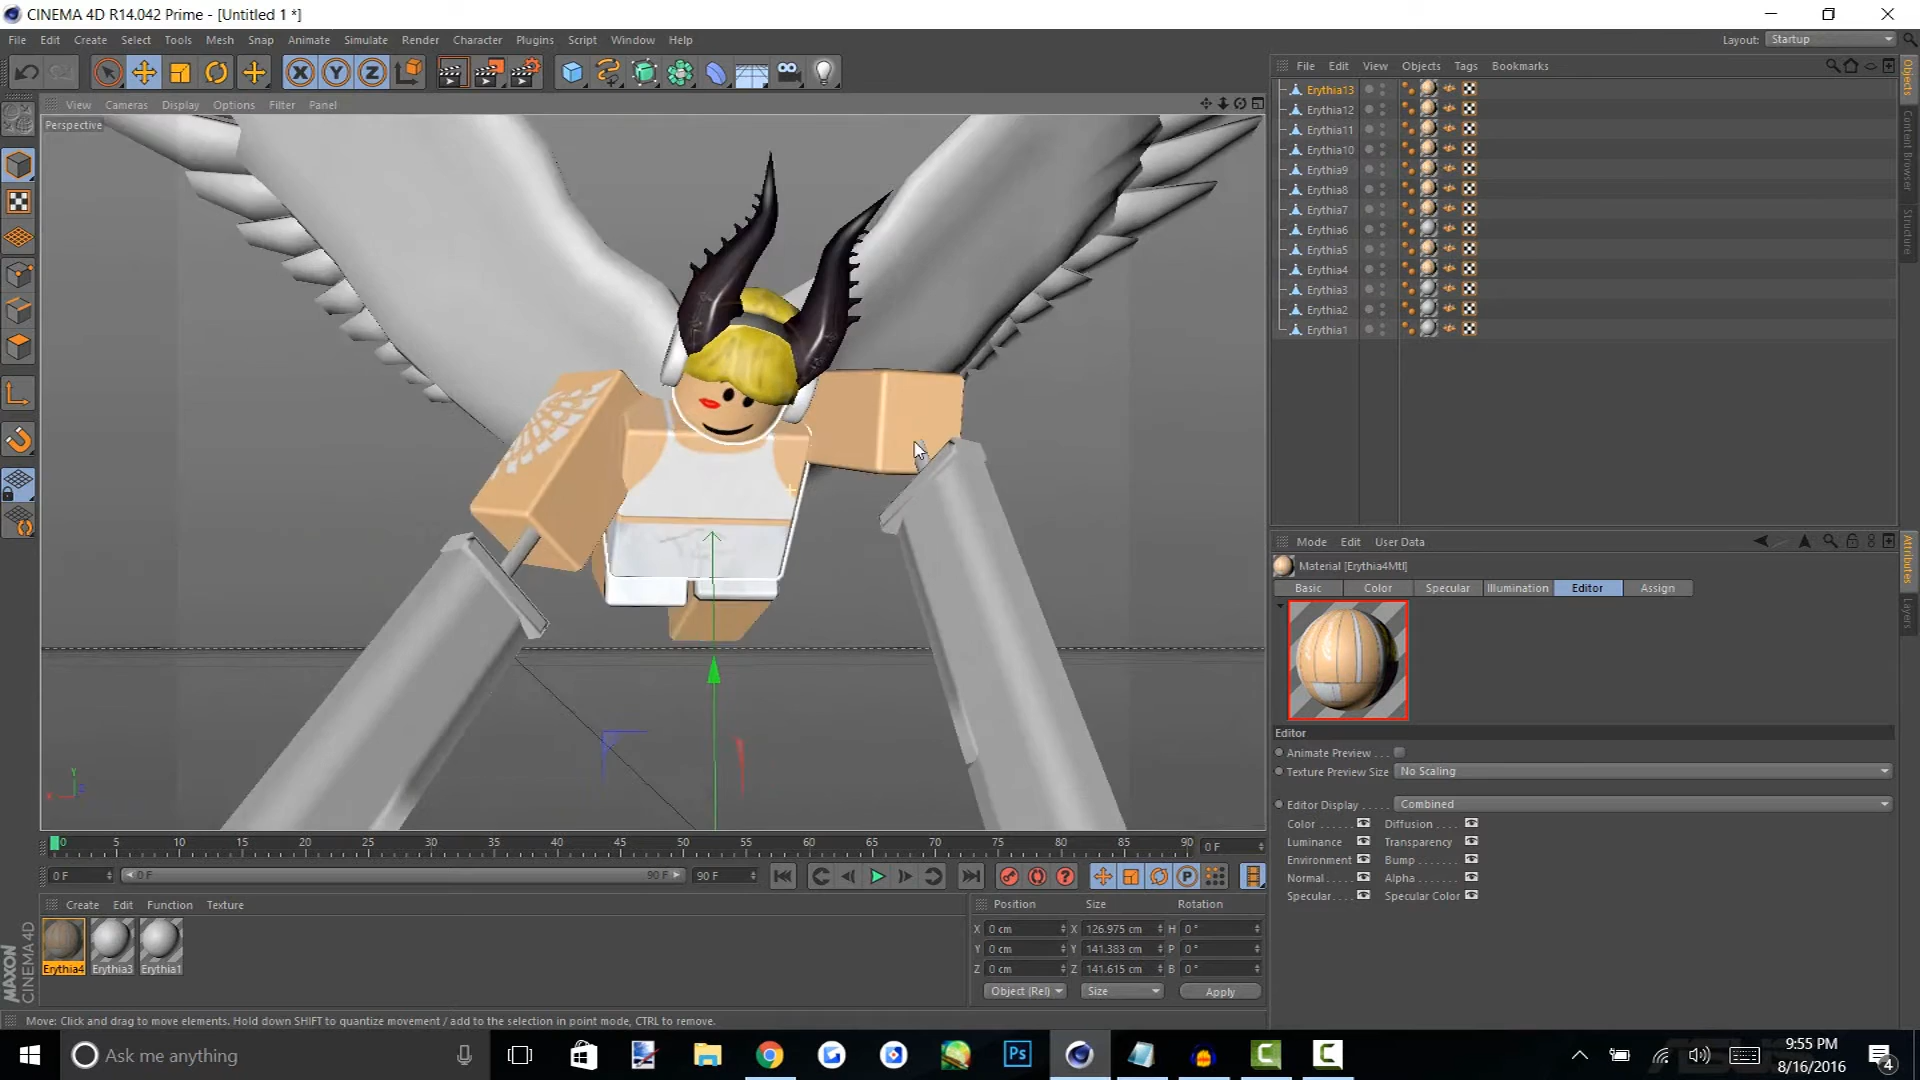 CINEMA 4D R14.042 Prime - [Untitled 1 *]
File Edit Create Select Tools Mesh Snap Animate Simulate Render Character Plugins Script Window Help
Layout: Startup
View Cameras Display Options Filter Panel
Perspective
File Edit View Objects Tags Bookmarks
Erythia13
Erythia12
Erythia11
Erythia10
Erythia9
Erythia8
Erythia7
Erythia6
Erythia5
Erythia4
Erythia3
Erythia2
Erythia1
Objects
Content Browser
Structure
Mode Edit User Data
Material [Erythia4Mtl]
Basic Color Specular Illumination Editor Assign
Editor
Animate Preview . . .
Texture Preview Size No Scaling
Editor Display . . . . . Combined
Color . . . . . . Diffusion . . . .
Luminance Transparency
Environment Bump . . . . . . .
Normal . . . . Alpha . . . . . . .
Specular. . . . Specular Color
Attributes
Layers
X Y Z
Y
X
Z
0 5 10 15 20 25 30 35 40 45 50 55 60 65 70 75 80 85 90 0 F
0 F 0 F 90 F 90 F
Create Edit Function Texture
Erythia4 Erythia3 Erythia1
Position Size Rotation
X 0 cm X 126.975 cm H 0 °
Y 0 cm Y 141.383 cm P 0 °
Z 0 cm Z 141.615 cm B 0 °
Object (Rel) Size Apply
MAXON
CINEMA 4D
Move: Click and drag to move elements. Hold down SHIFT to quantize movement / add to the selection in point mode, CTRL to remove.
Ask me anything
Ps
9:55 PM
8/16/2016
4